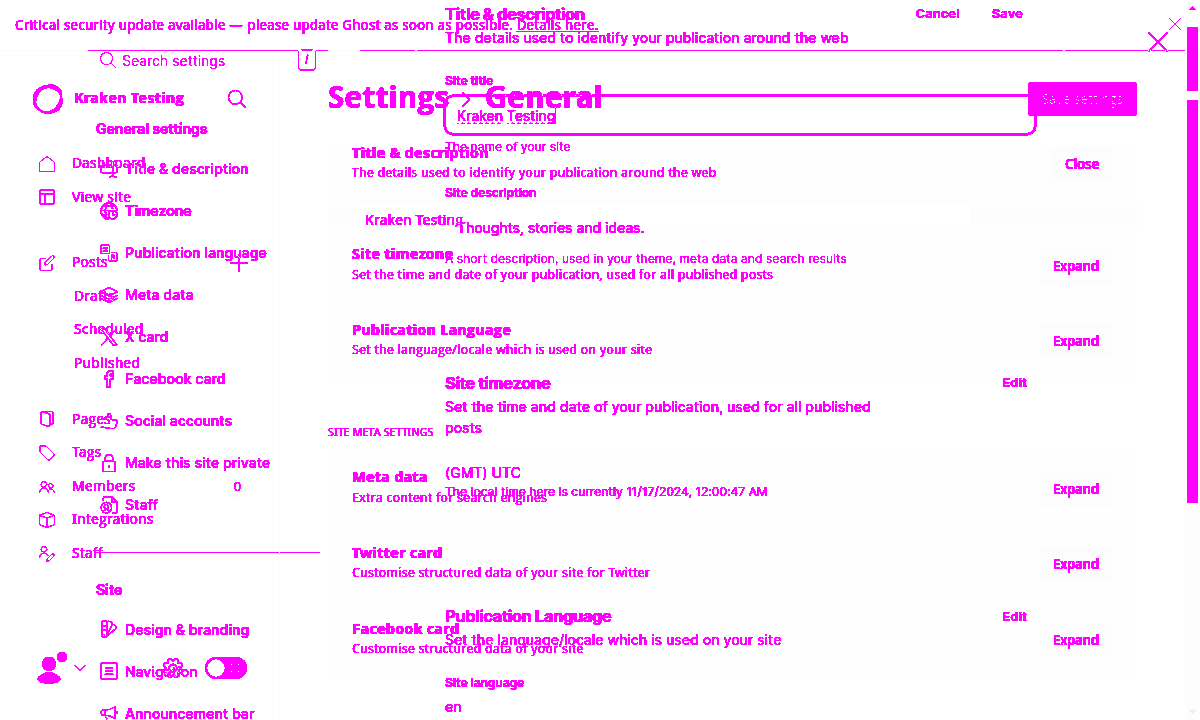 Title & description
Cancel
Save
Critical security update available — please update Ghost as soon as possible. Details here.
The details used to identify your publication around the web
Search settings
/
Site title
Kraken Testing
Settings
General
Save settings
Kraken Testing
General settings
The name of your site
Title & description
Close
Dashboard
Title & description
The details used to identify your publication around the web
View site
Site description
Timezone
Kraken Testing
Thoughts, stories and ideas.
Publication language
Site timezone
A short description, used in your theme, meta data and search results
Posts
Set the time and date of your publication, used for all published posts
Expand
Drafts
Meta data
Scheduled
X card
Publication Language
Set the language/locale which is used on your site
Expand
Published
Facebook card
Site timezone
Edit
Pages
Social accounts
Set the time and date of your publication, used for all published
posts
SITE META SETTINGS
Tags
Make this site private
Meta data
(GMT) UTC
Members
0
The local time here is currently 11/17/2024, 12:00:47 AM
Extra content for search engines
Expand
Staff
Integrations
Staff
Twitter card
Customise structured data of your site for Twitter
Expand
Site
Publication Language
Edit
Design & branding
Facebook card
Set the language/locale which is used on your site
Customise structured data of your site
Expand
Navigation
Site language
en
Announcement bar